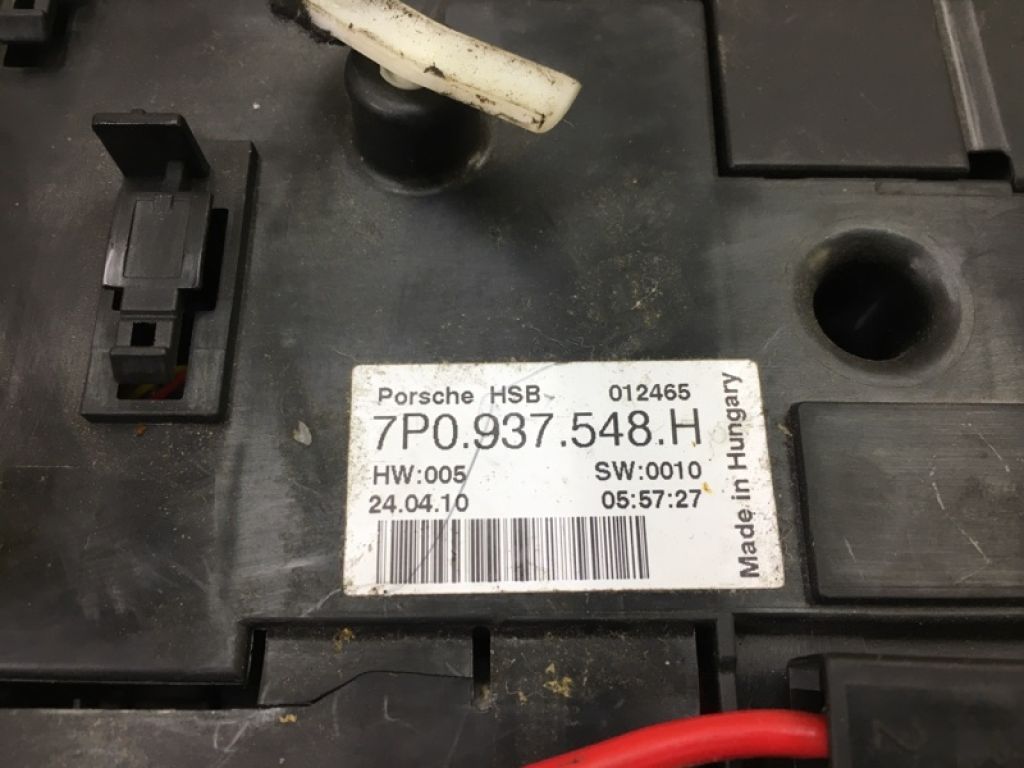 Porsche HSB 012465
7P0.937.548.H
HW:005 SW:0010
24.04.10 05:57:27
Made in Hungary
2